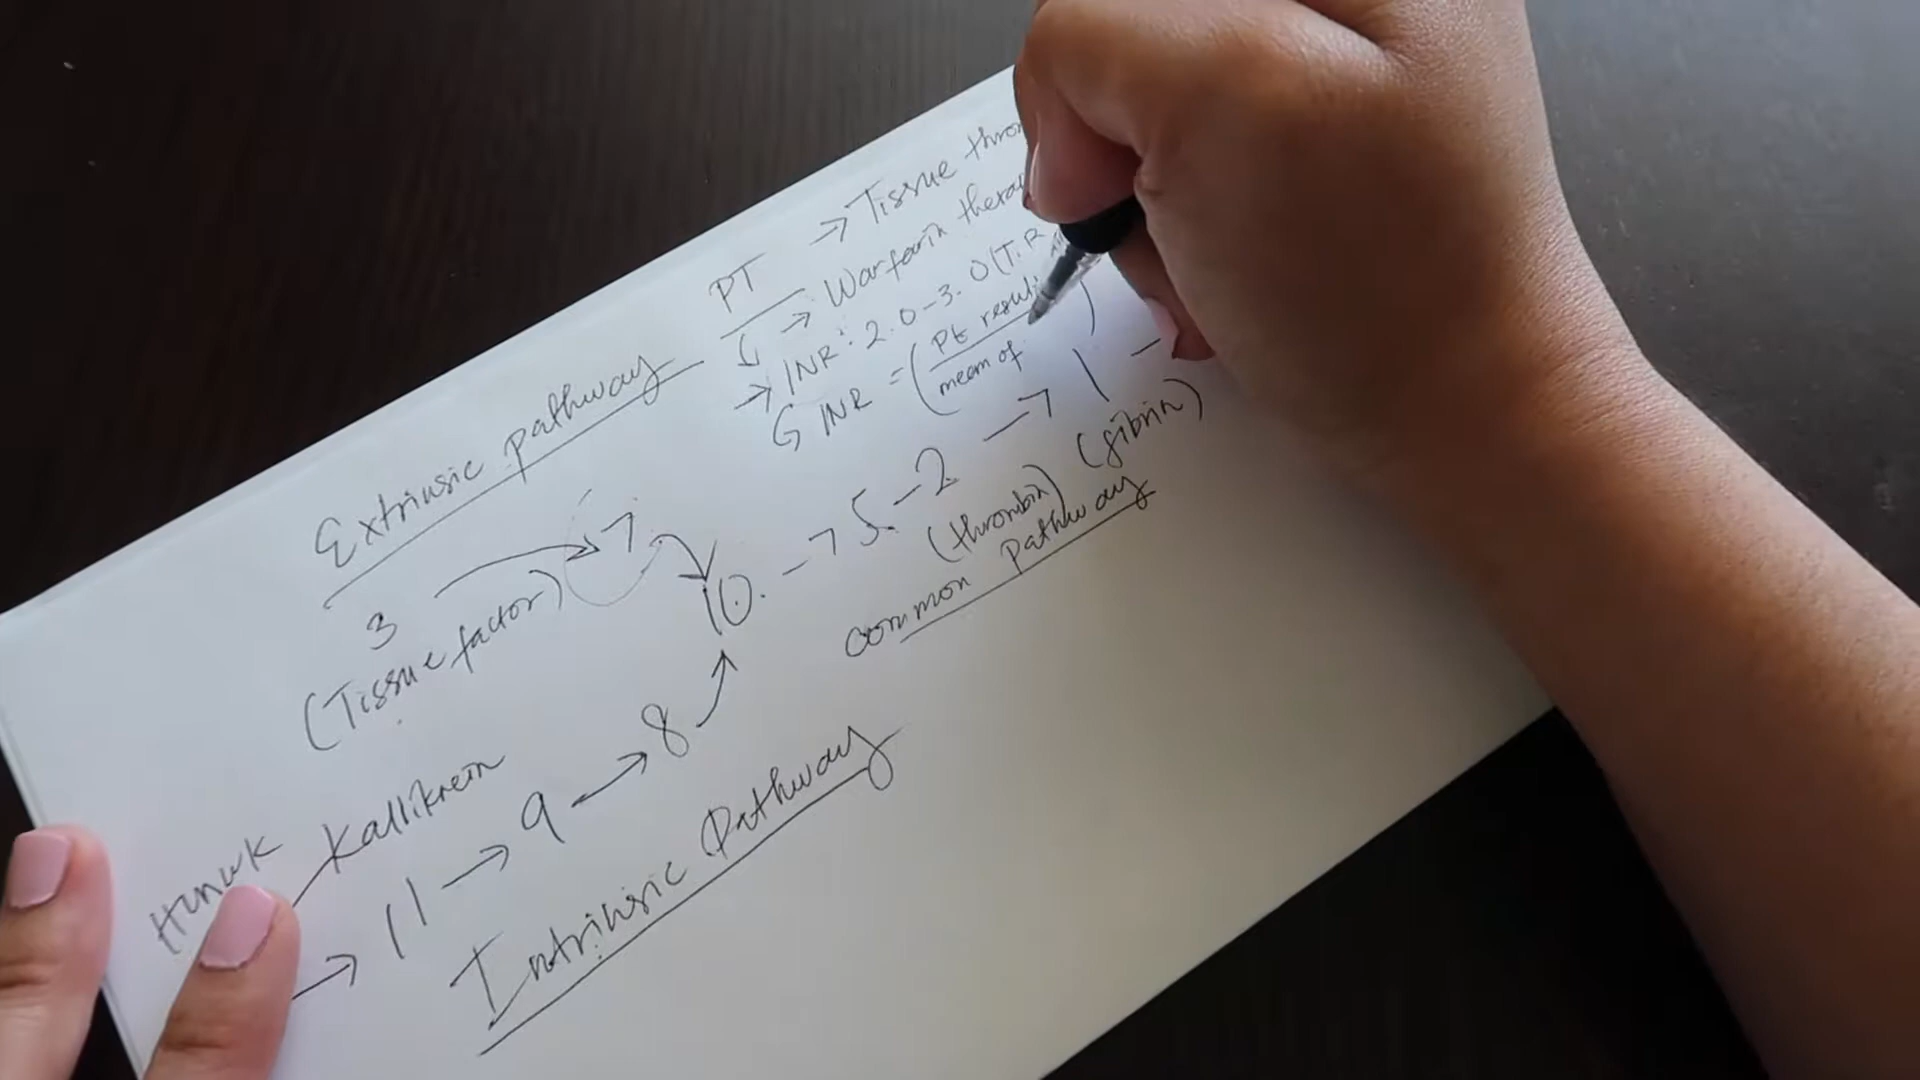 PT → Tissue
→ Warfarin
→ INR: 2.0-3.0 (T.R
G INR = (Pt result
mean of )
Extrinsic pathway
3 → 7
(Tissue factor)
10 → 5-2 → 1 –
(thrombin) (fibrin)
common pathway
HMWK Kallikrein
→ 11 → 9 → 8
Intrinsic Pathway